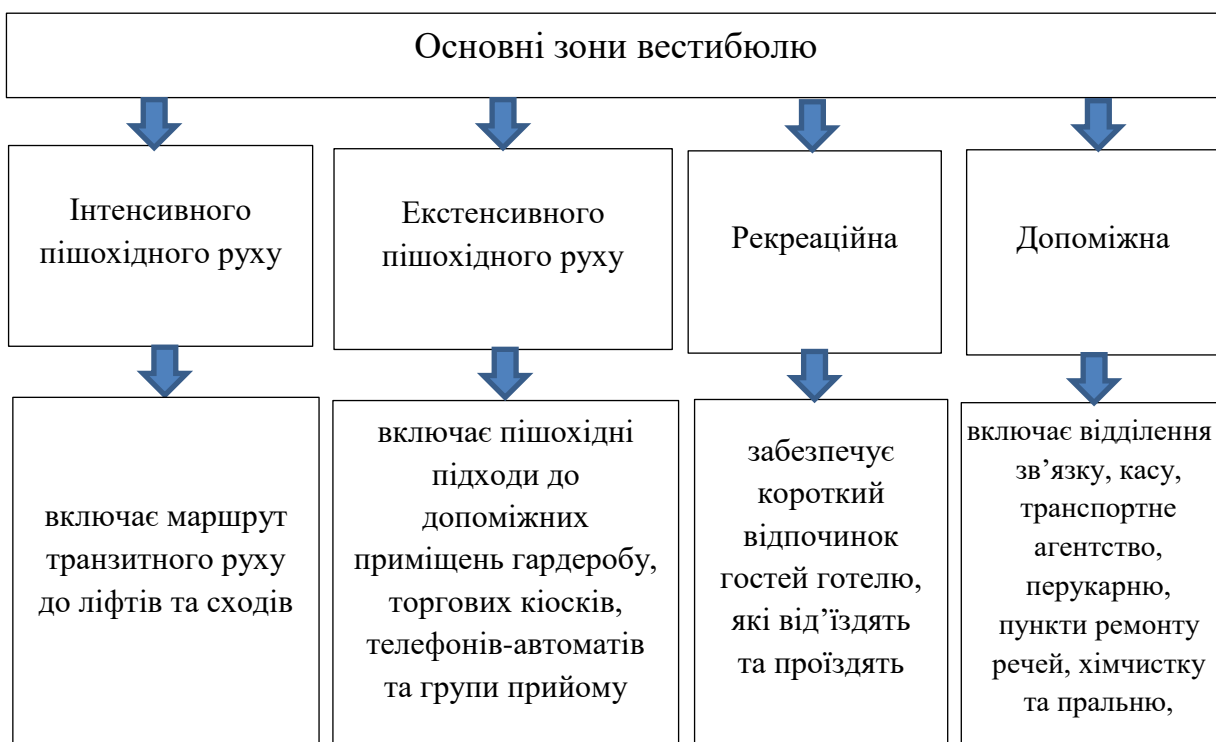 Основні зони вестибюлю
Інтенсивного
пішохідного руху
Екстенсивного
пішохідного руху
Рекреаційна
Допоміжна
включає маршрут
транзитного руху
до ліфтів та сходів
включає пішохідні
підходи до
допоміжних
приміщень гардеробу,
торгових кіосків,
телефонів-автоматів
та групи прийому
забезпечує
короткий
відпочинок
гостей готелю,
які від’їздять
та проїздять
включає відділення
зв’язку, касу,
транспортне
агентство,
перукарню,
пункти ремонту
речей, хімчистку
та пральню,